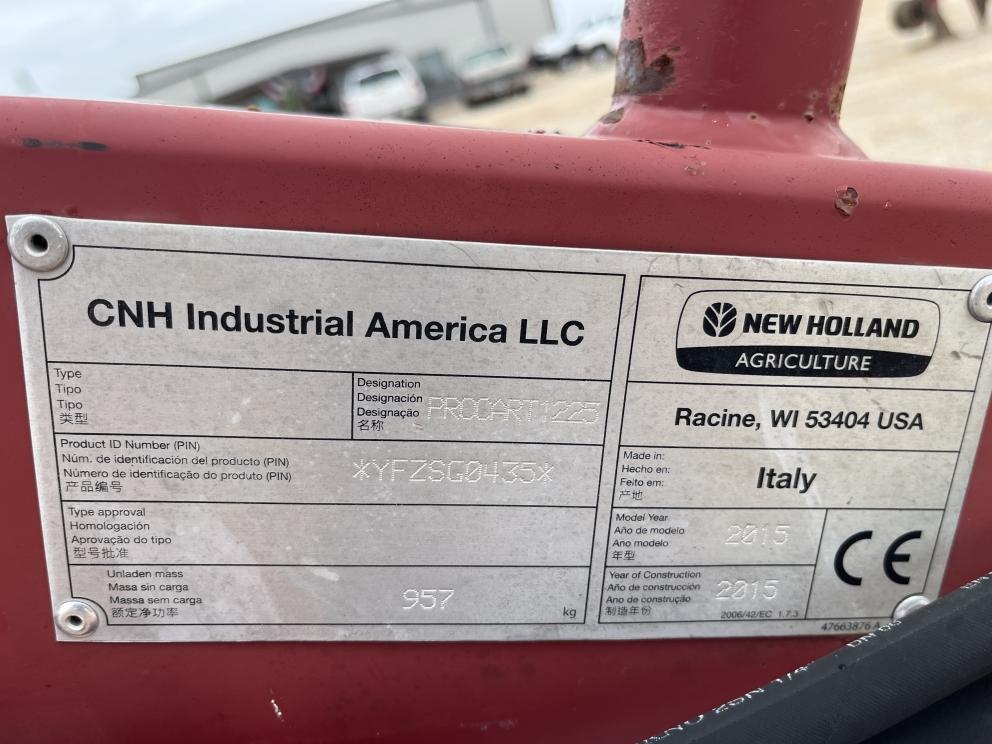 CNH Industrial America LLC
NEW HOLLAND
AGRICULTURE
Racine, WI 53404 USA
Type
Tipo
Tipo
类型
Designation
Designación
Designação
名称
PROCART1225
Product ID Number (PIN)
Núm. de identificación del producto (PIN)
Número de identificação do produto (PIN)
产品编号
*YFZSG0435*
Made in:
Hecho en:
Feito em:
产地
Italy
Type approval
Homologación
Aprovação do tipo
型号批准
Model Year
Año de modelo
Ano modelo
年型
2015
CE
Unladen mass
Masa sin carga
Massa sem carga
额定净功率
957
kg
Year of Construction
Año de construcción
Ano de construção
制造年份
2015
2006/42/EC 1.7.3
47663876 A
2SN 1/4"
DN 06